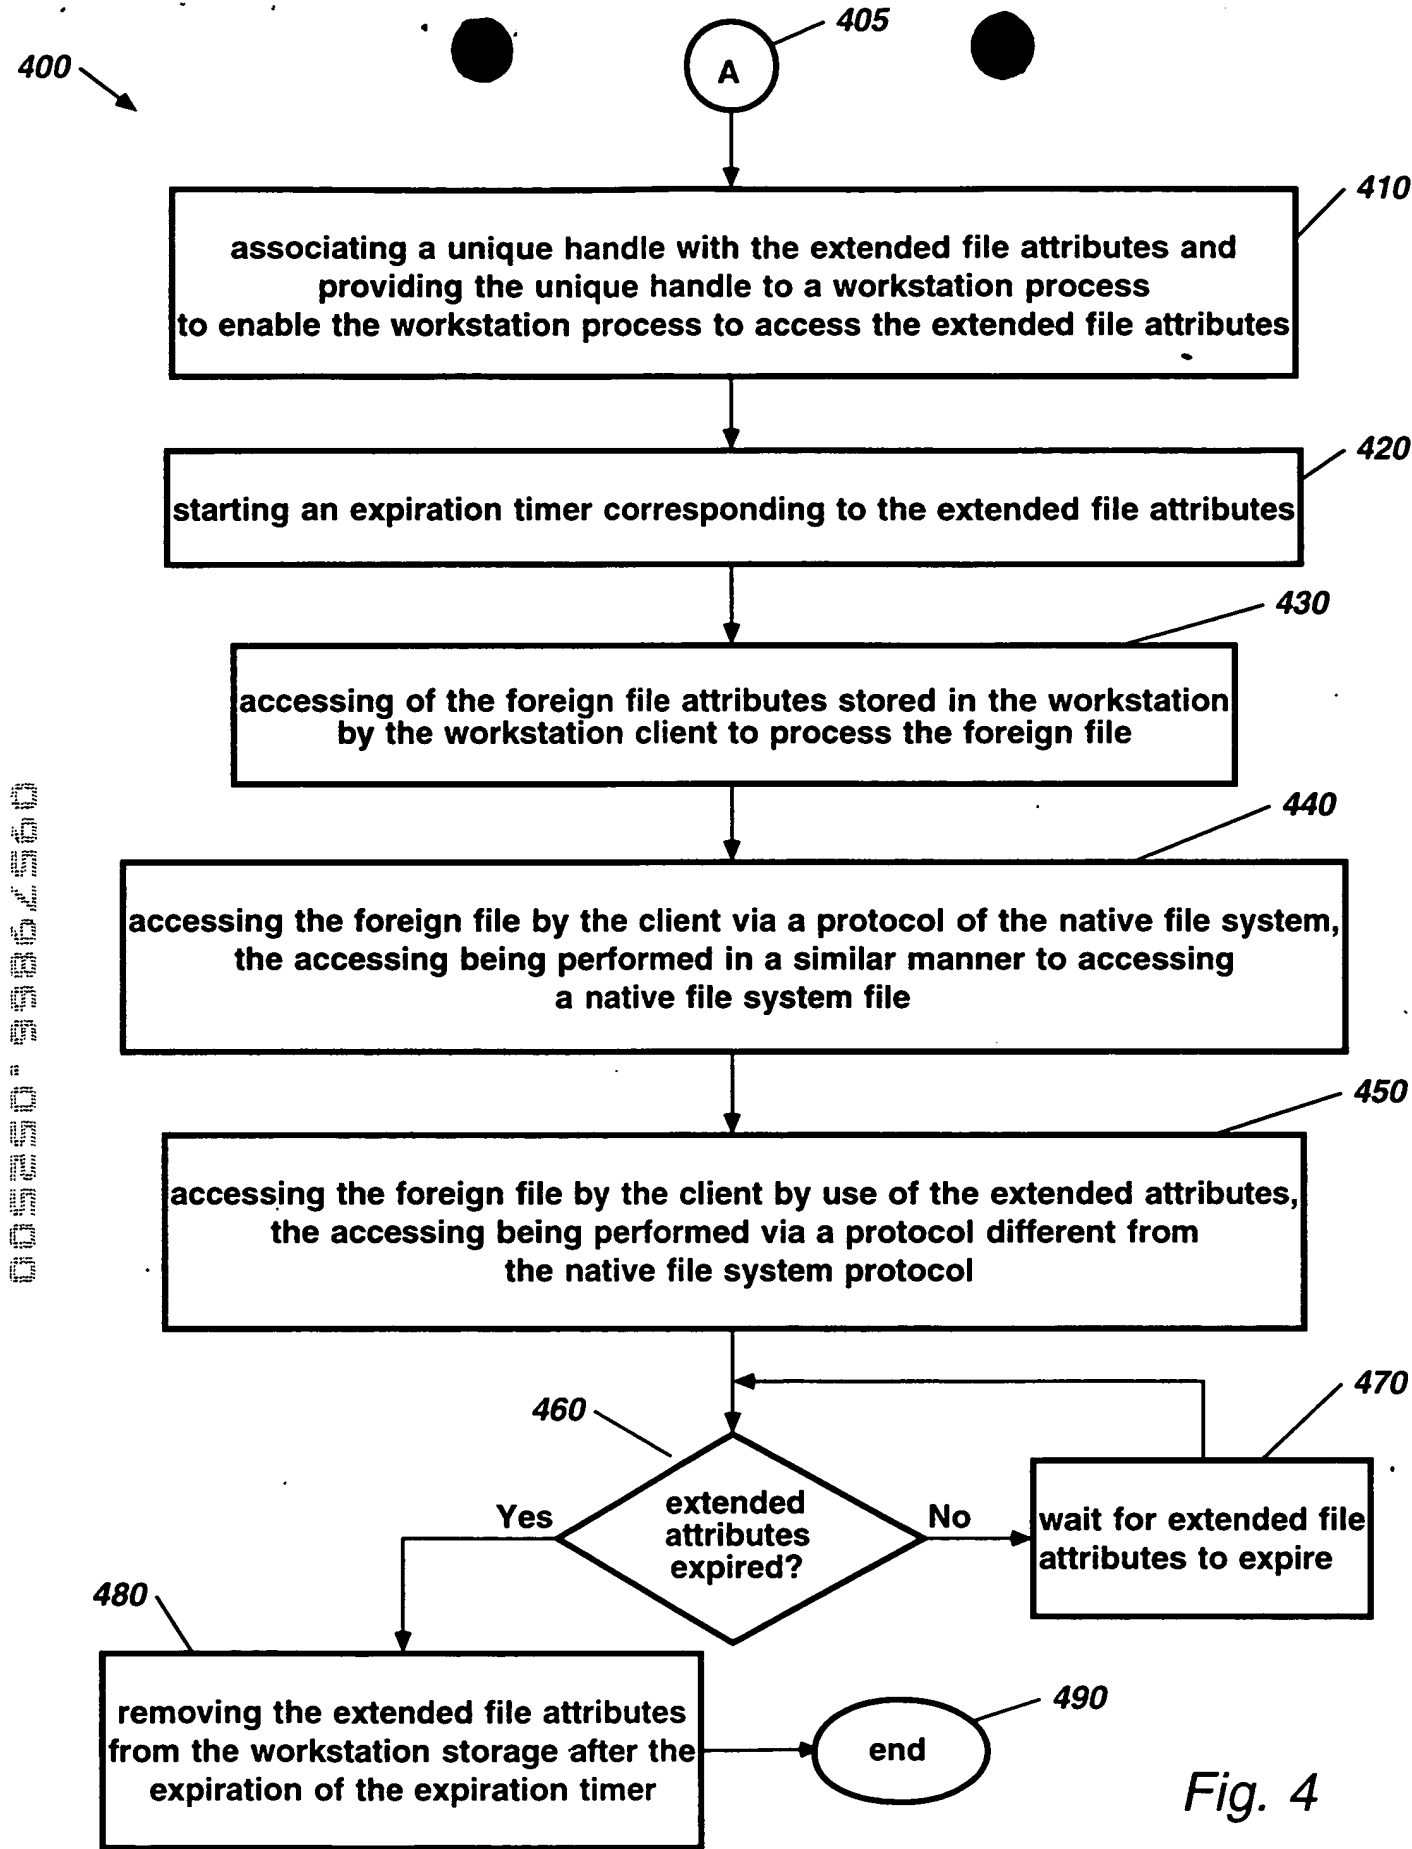 405
400
A
410
associating a unique handle with the extended file attributes and
providing the unique handle to a workstation process
to enable the workstation process to access the extended file attributes
420
starting an expiration timer corresponding to the extended file attributes
430
accessing of the foreign file attributes stored in the workstation
by the workstation client to process the foreign file
440
accessing the foreign file by the client via a protocol of the native file system,
the accessing being performed in a similar manner to accessing
a native file system file
450
accessing the foreign file by the client by use of the extended attributes,
the accessing being performed via a protocol different from
the native file system protocol
460
470
extended
attributes
expired?
Yes
No
wait for extended file
attributes to expire
480
removing the extended file attributes
from the workstation storage after the
expiration of the expiration timer
490
end
Fig. 4